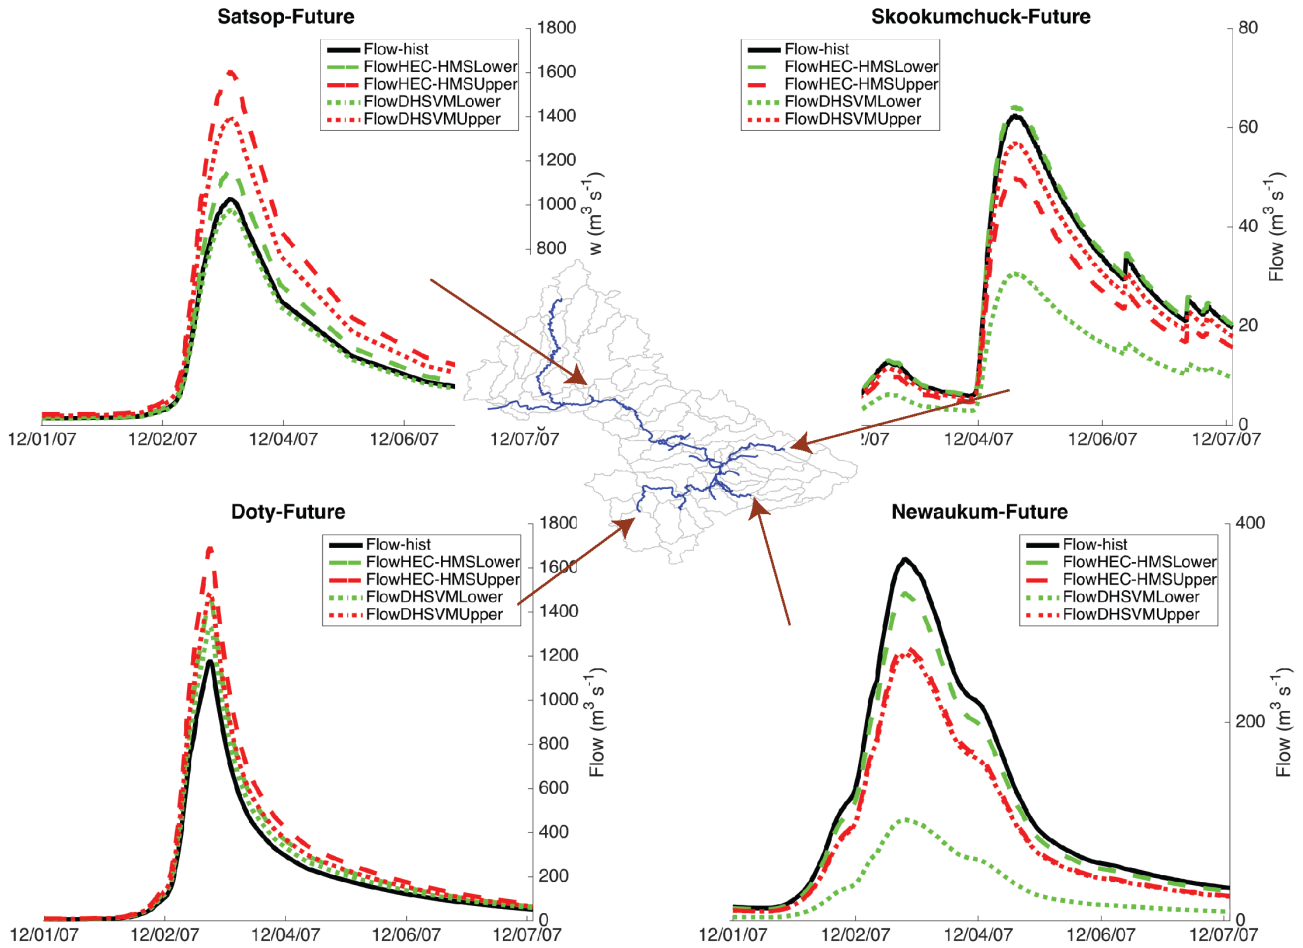 Satsop-Future
1800
1600
1400
1200
1000
800
w (m³ s⁻¹)
Flow-hist
FlowHEC-HMSLower
FlowHEC-HMSUpper
FlowDHSVMLower
FlowDHSVMUpper
12/01/07
12/02/07
12/04/07
12/06/07
12/07/07
Skookumchuck-Future
80
60
40
20
0
Flow (m³ s⁻¹)
Flow-hist
FlowHEC-HMSLower
FlowHEC-HMSUpper
FlowDHSVMLower
FlowDHSVMUpper
/07
12/04/07
12/06/07
12/07/07
Doty-Future
1800
1600
1400
1200
1000
800
600
400
200
0
Flow (m³ s⁻¹)
Flow-hist
FlowHEC-HMSLower
FlowHEC-HMSUpper
FlowDHSVMLower
FlowDHSVMUpper
12/01/07
12/02/07
12/04/07
12/06/07
12/07/07
Newaukum-Future
400
200
0
Flow (m³ s⁻¹)
Flow-hist
FlowHEC-HMSLower
FlowHEC-HMSUpper
FlowDHSVMLower
FlowDHSVMUpper
12/01/07
12/02/07
12/04/07
12/06/07
12/07/07